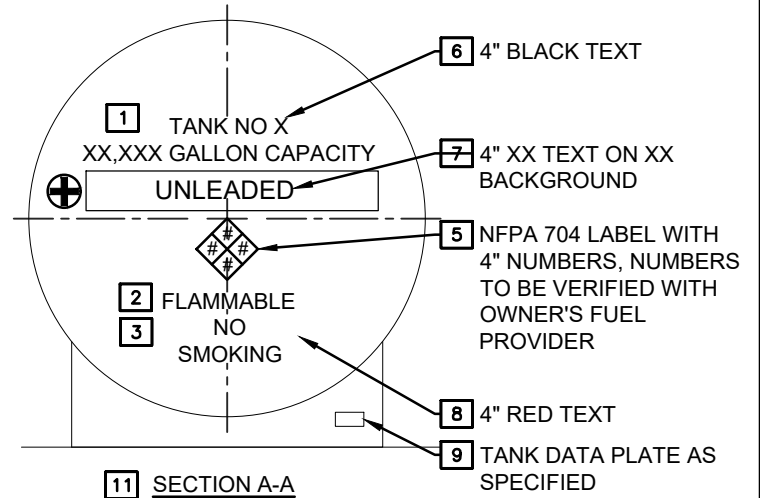 6 4" BLACK TEXT
1 TANK NO X
XX,XXX GALLON CAPACITY
7 4" XX TEXT ON XX
BACKGROUND
UNLEADED
5 NFPA 704 LABEL WITH
4" NUMBERS, NUMBERS
TO BE VERIFIED WITH
OWNER'S FUEL
PROVIDER
#
# #
#
2 FLAMMABLE
3 NO
SMOKING
8 4" RED TEXT
9 TANK DATA PLATE AS
SPECIFIED
11 SECTION A-A